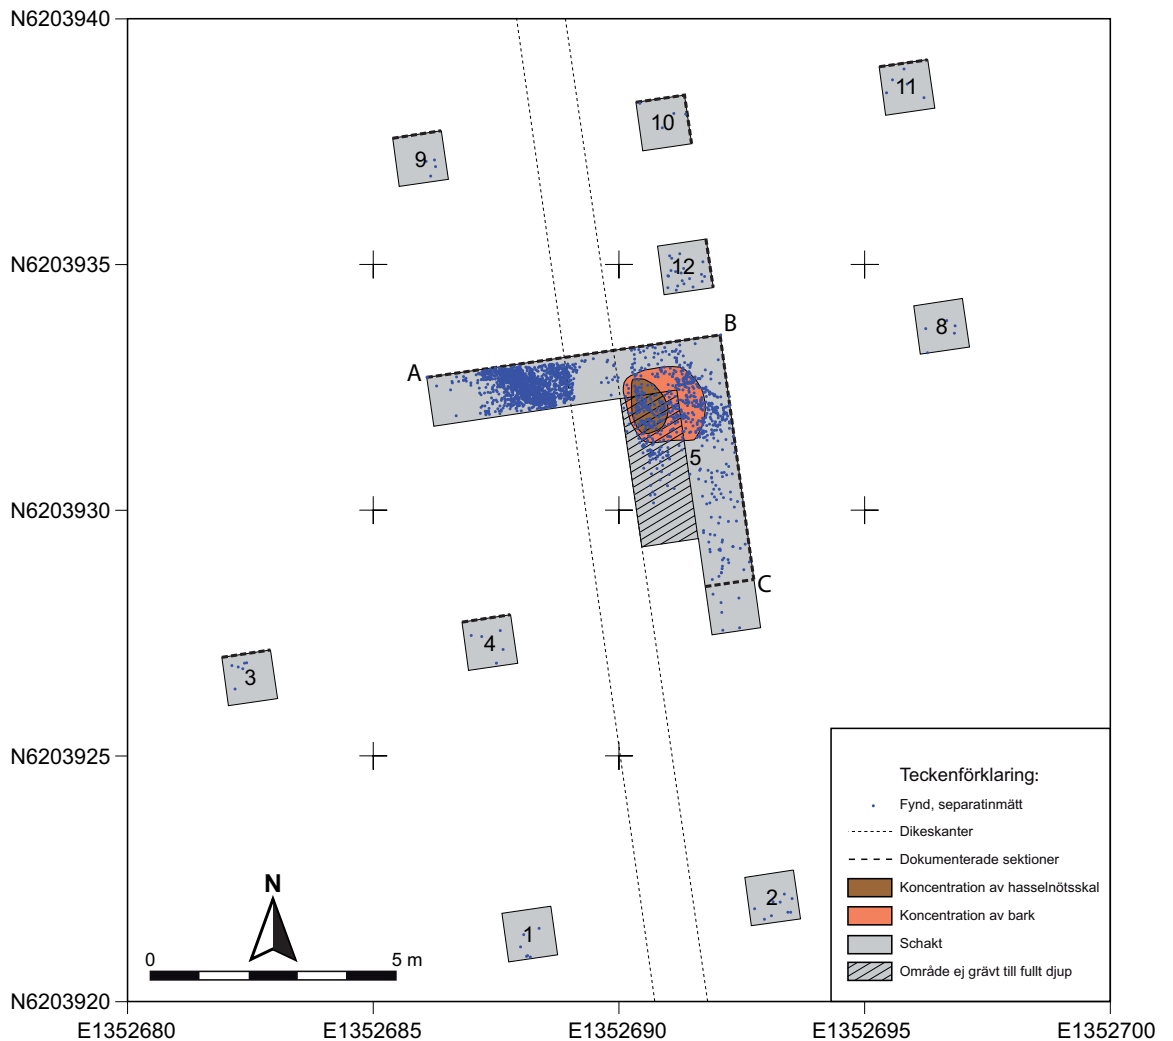 N6203940
11
10
9
N6203935
12
8
B
A
5
N6203930
C
4
3
N6203925
Teckenförklaring:
Fynd, separatinmätt
Dikeskanter
Dokumenterade sektioner
Koncentration av hasselnötsskal
Koncentration av bark
Schakt
Område ej grävt till fullt djup
N
2
1
0
5 m
N6203920
E1352680
E1352685
E1352690
E1352695
E1352700